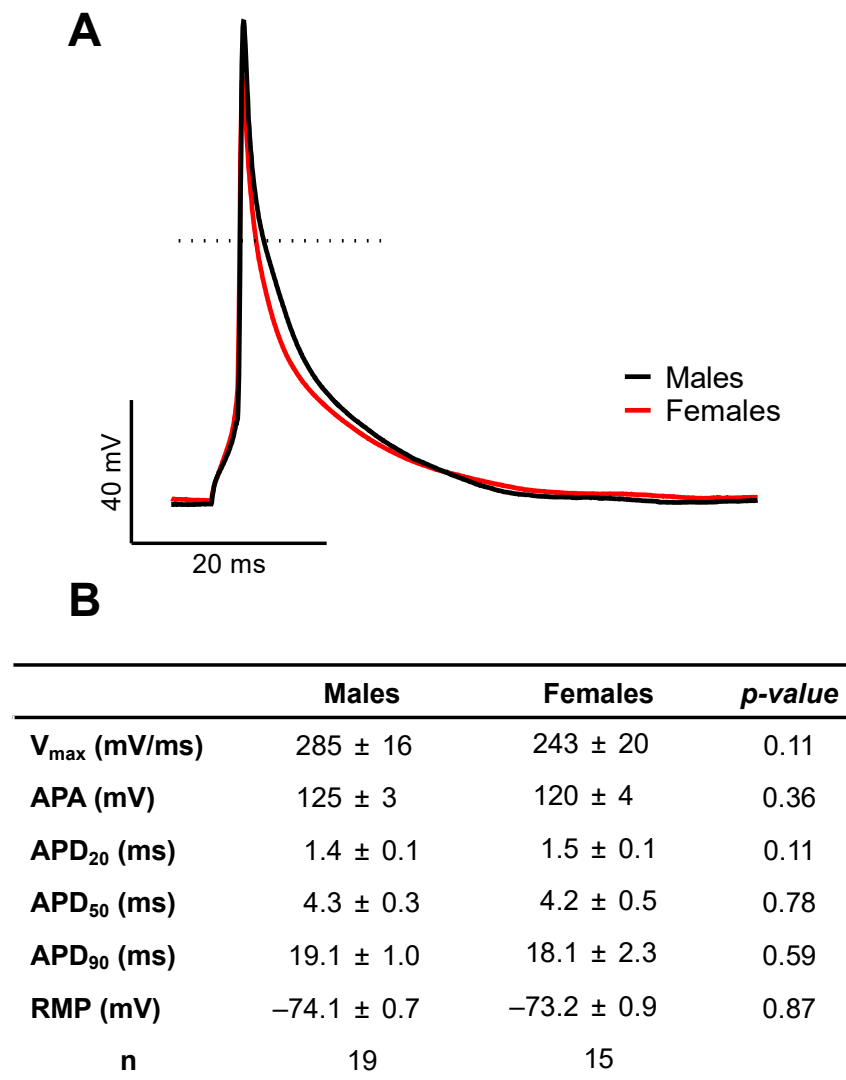 A
Males
Females
40 mV
20 ms
B
Males Females p-value
Vmax (mV/ms) 285 ± 16 243 ± 20 0.11
APA (mV) 125 ± 3 120 ± 4 0.36
APD20 (ms) 1.4 ± 0.1 1.5 ± 0.1 0.11
APD50 (ms) 4.3 ± 0.3 4.2 ± 0.5 0.78
APD90 (ms) 19.1 ± 1.0 18.1 ± 2.3 0.59
RMP (mV) –74.1 ± 0.7 –73.2 ± 0.9 0.87
n 19 15